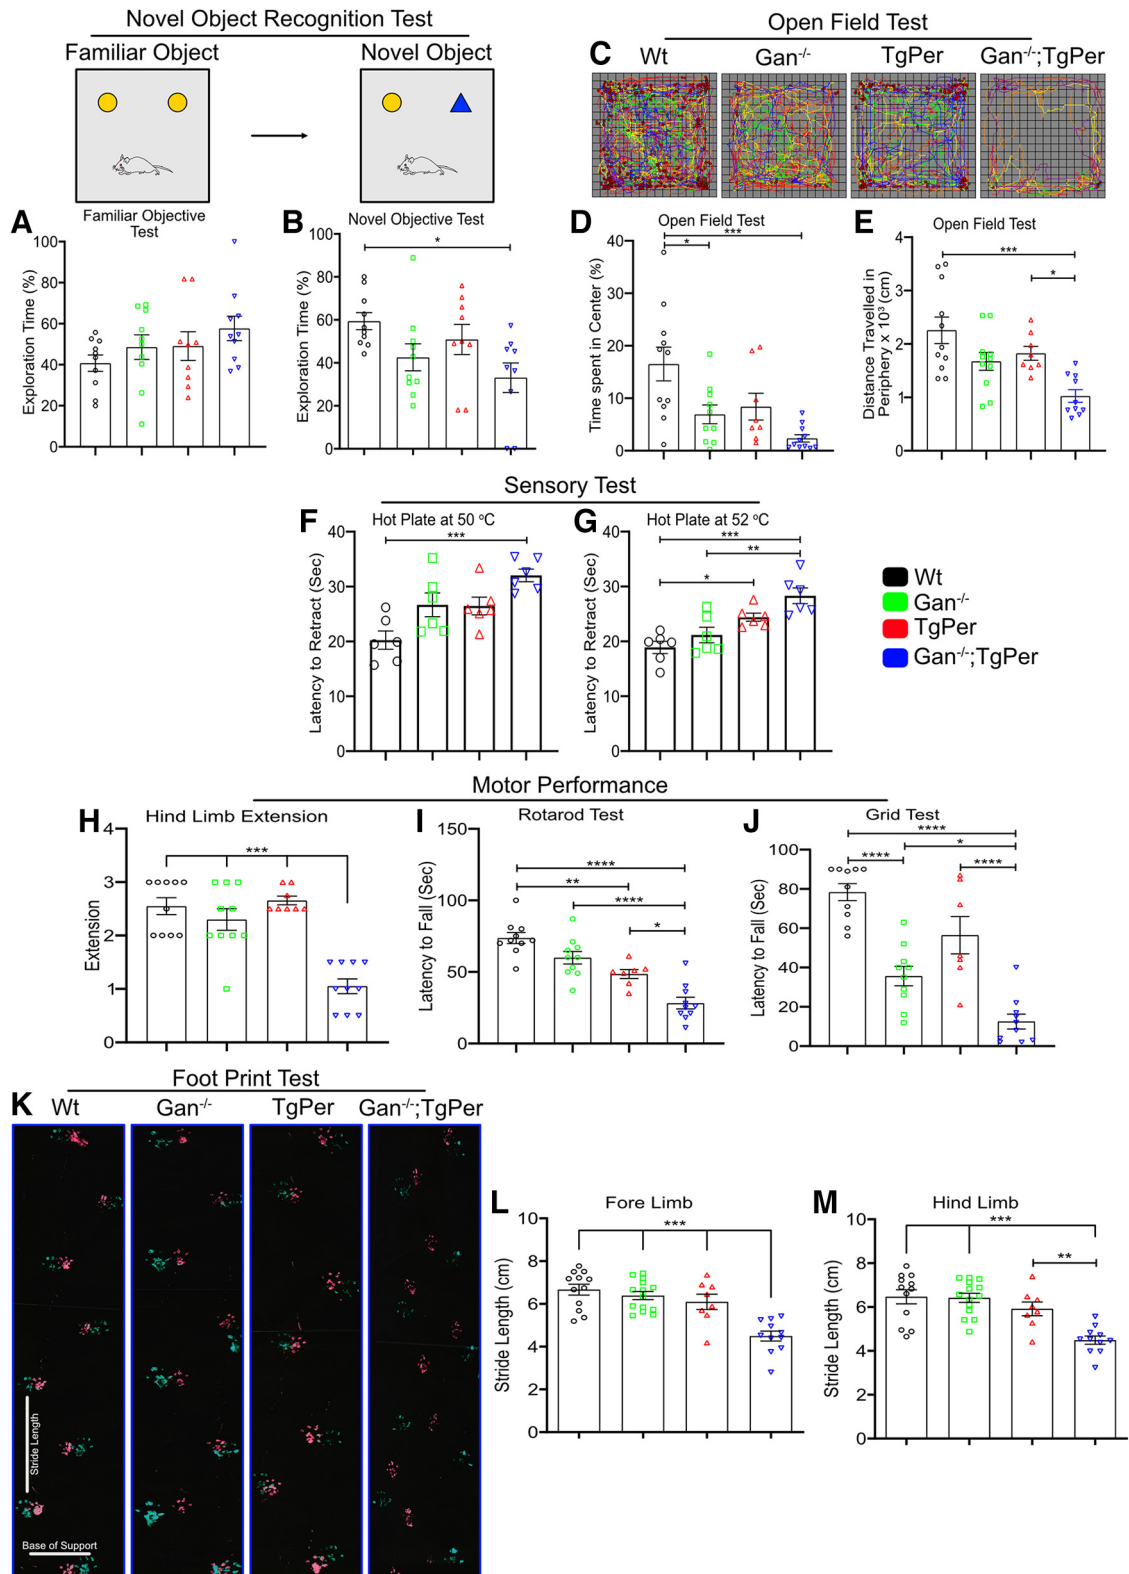 Novel Object Recognition Test
Familiar Object
Novel Object
Open Field Test
C
Wt
Gan-/-
TgPer
Gan-/-;TgPer
A
Familiar Objective
Test
Exploration Time (%)
100
80
60
40
20
0
B
Novel Objective Test
Exploration Time (%)
100
80
60
40
20
0
*
D
Open Field Test
Time spent in Center (%)
40
30
20
10
0
***
*
E
Open Field Test
Distance Travelled in
Periphery x 10³ (cm)
4
3
2
1
0
***
*
Sensory Test
F
Hot Plate at 50 °C
Latency to Retract (Sec)
40
30
20
10
0
***
G
Hot Plate at 52 °C
Latency to Retract (Sec)
40
30
20
10
0
***
**
*
Wt
Gan-/-
TgPer
Gan-/-;TgPer
Motor Performance
H
Hind Limb Extension
Extension
4
3
2
1
0
***
I
Rotarod Test
Latency to Fall (Sec)
150
100
50
0
****
**
****
*
J
Grid Test
Latency to Fall (Sec)
100
80
60
40
20
0
****
*
****
****
Foot Print Test
K
Wt
Gan-/-
TgPer
Gan-/-;TgPer
Stride Length
Base of Support
L
Fore Limb
Stride Length (cm)
10
8
6
4
2
0
***
M
Hind Limb
Stride Length (cm)
10
8
6
4
2
0
***
**